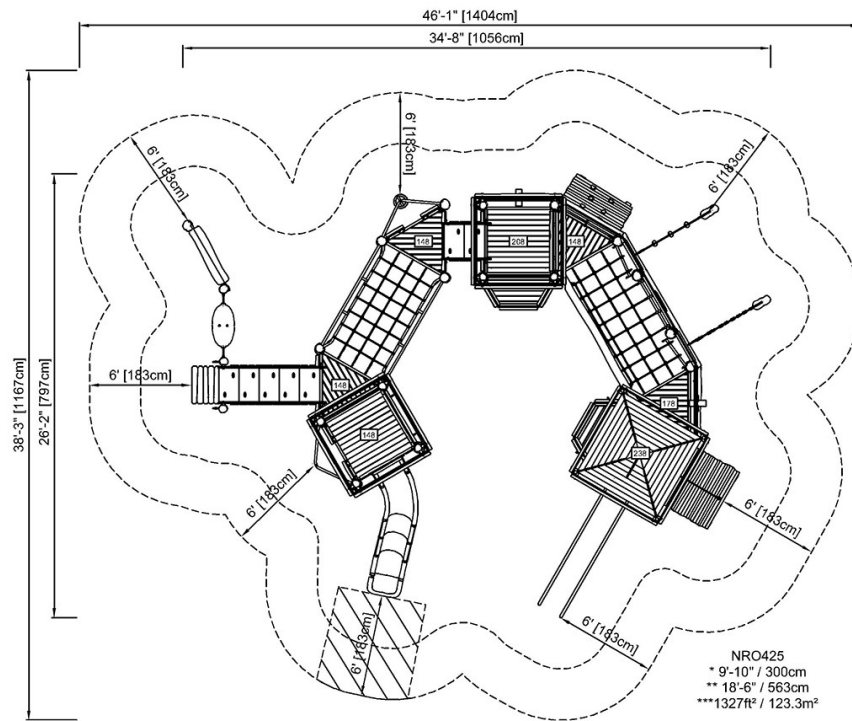 46'-1" [1404cm]
34'-8" [1056cm]
38'-3" [1167cm]
26'-2" [797cm]
6' [183cm]
6' [183cm]
6' [183cm]
148
208
148
6' [183cm]
148
178
148
238
6' [183cm]
6' [183cm]
6' [183cm]
6' [183cm]
NRO425
* 9'-10" / 300cm
** 18'-6" / 563cm
***1327ft² / 123.3m²